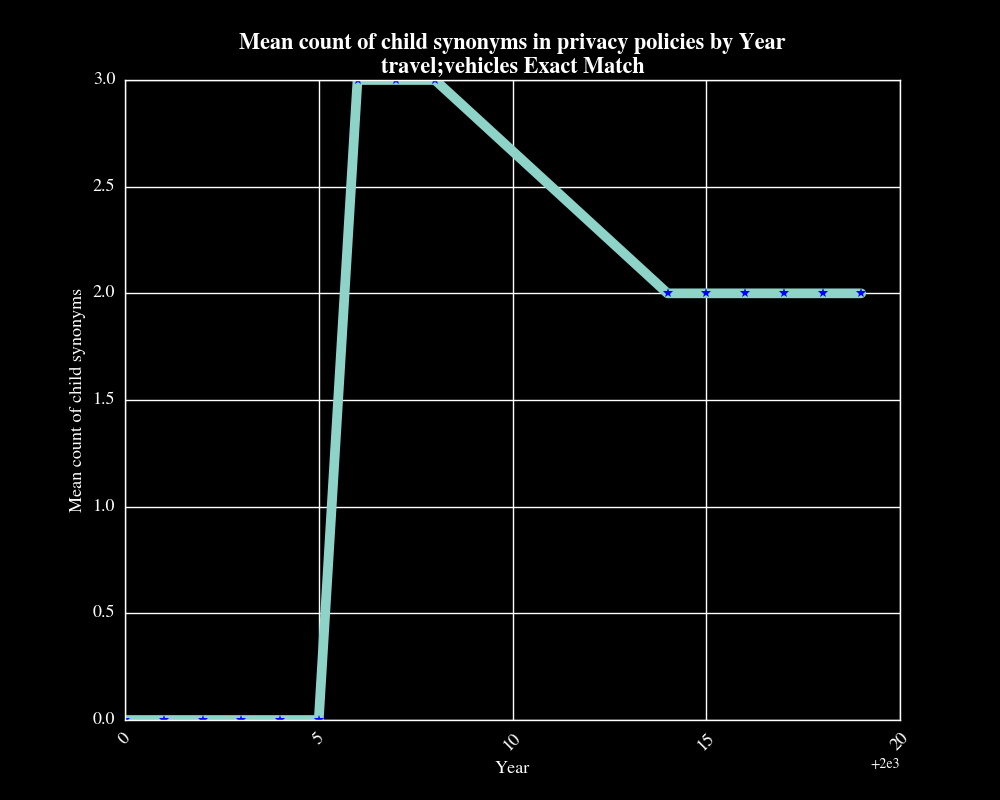 Mean count of child synonyms in privacy policies by Year
travel;vehicles Exact Match
3.0
2.5
2.0
1.5
1.0
0.5
0.0
Mean count of child synonyms
0 5 10 15 20
Year
+2e3